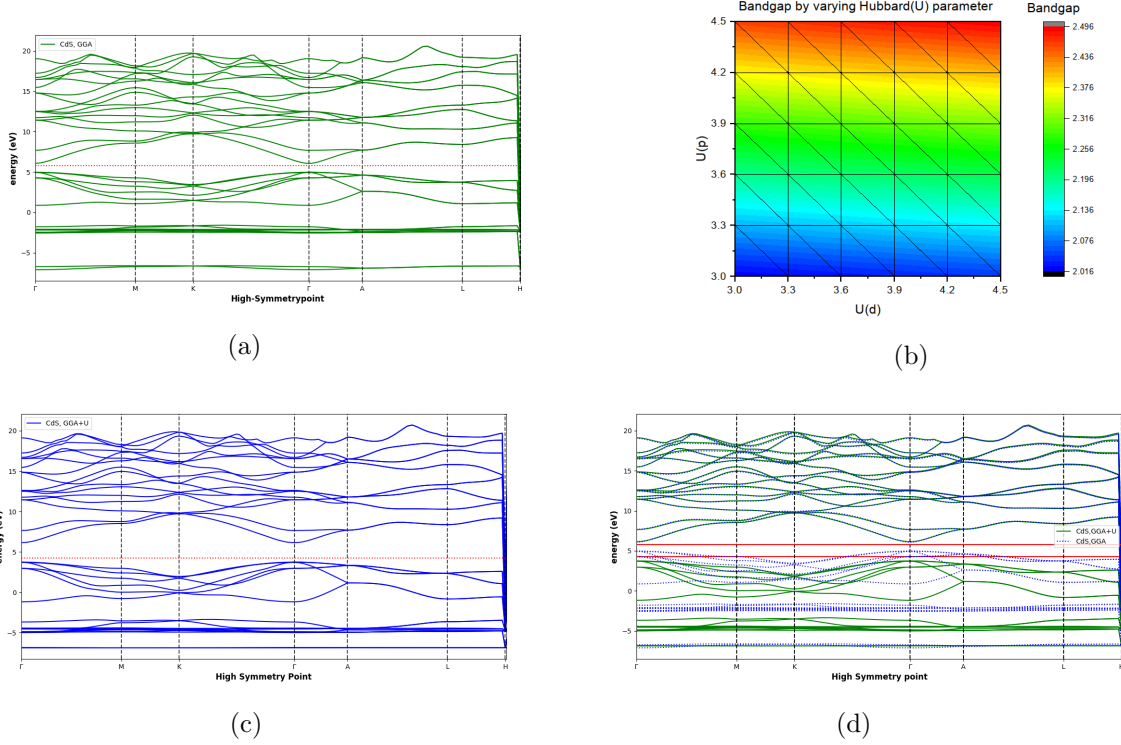 CdS, GGA
20
15
10
5
0
−5
energy (eV)
Γ M K Γ A L H
High-Symmetrypoint
(a)
Bandgap by varying Hubbard(U) parameter
Bandgap
4.5
4.2
3.9
3.6
3.3
3.0
U(p)
3.0 3.3 3.6 3.9 4.2 4.5
U(d)
2.496
2.436
2.376
2.316
2.256
2.196
2.136
2.076
2.016
(b)
CdS, GGA+U
20
15
10
5
0
−5
M K Γ A L H
High Symmetry Point
(c)
20
15
10
5
0
−5
energy (eV)
CdS,GGA+U
CdS,GGA
Γ M K Γ A L
High Symmetry point
(d)